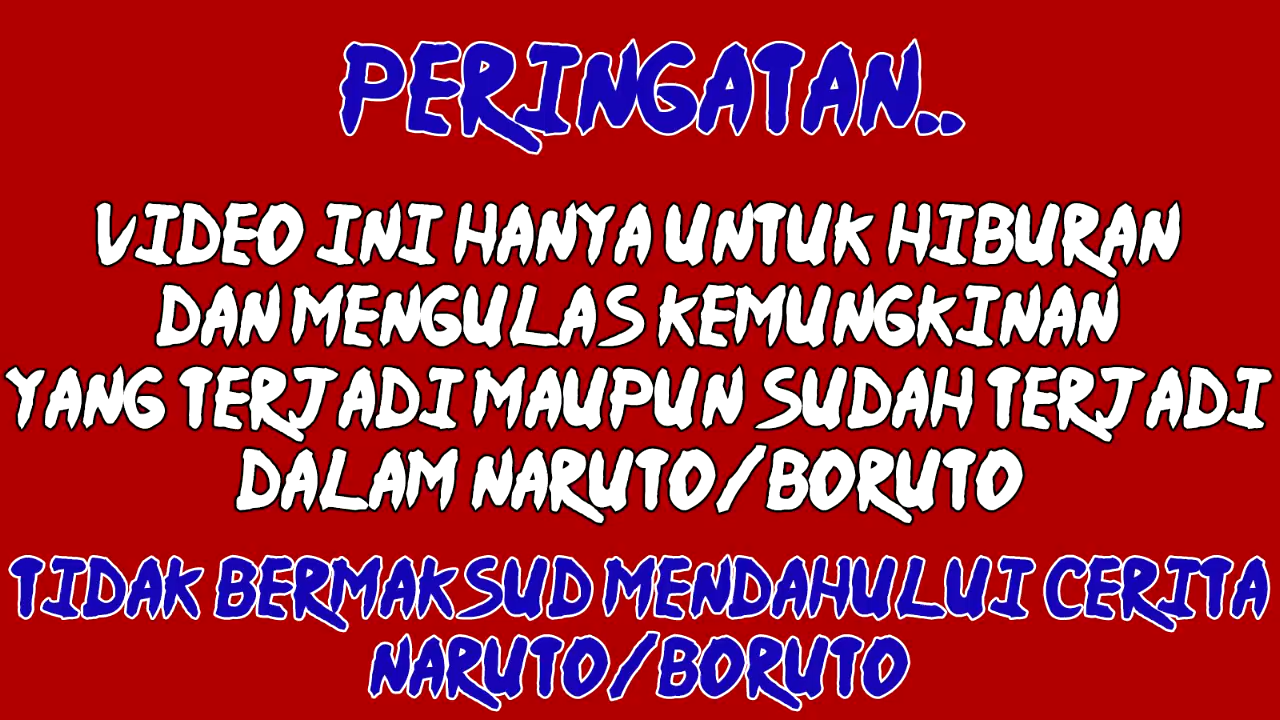 PERINGATAN..
VIDEO INI HANYA UNTUK HIBURAN
DAN MENGULAS KEMUNGKINAN
YANG TERJADI MAUPUN SUDAH TERJADI
DALAM NARUTO/BORUTO
TIDAK BERMAKSUD MENDAHULUI CERITA
NARUTO/BORUTO